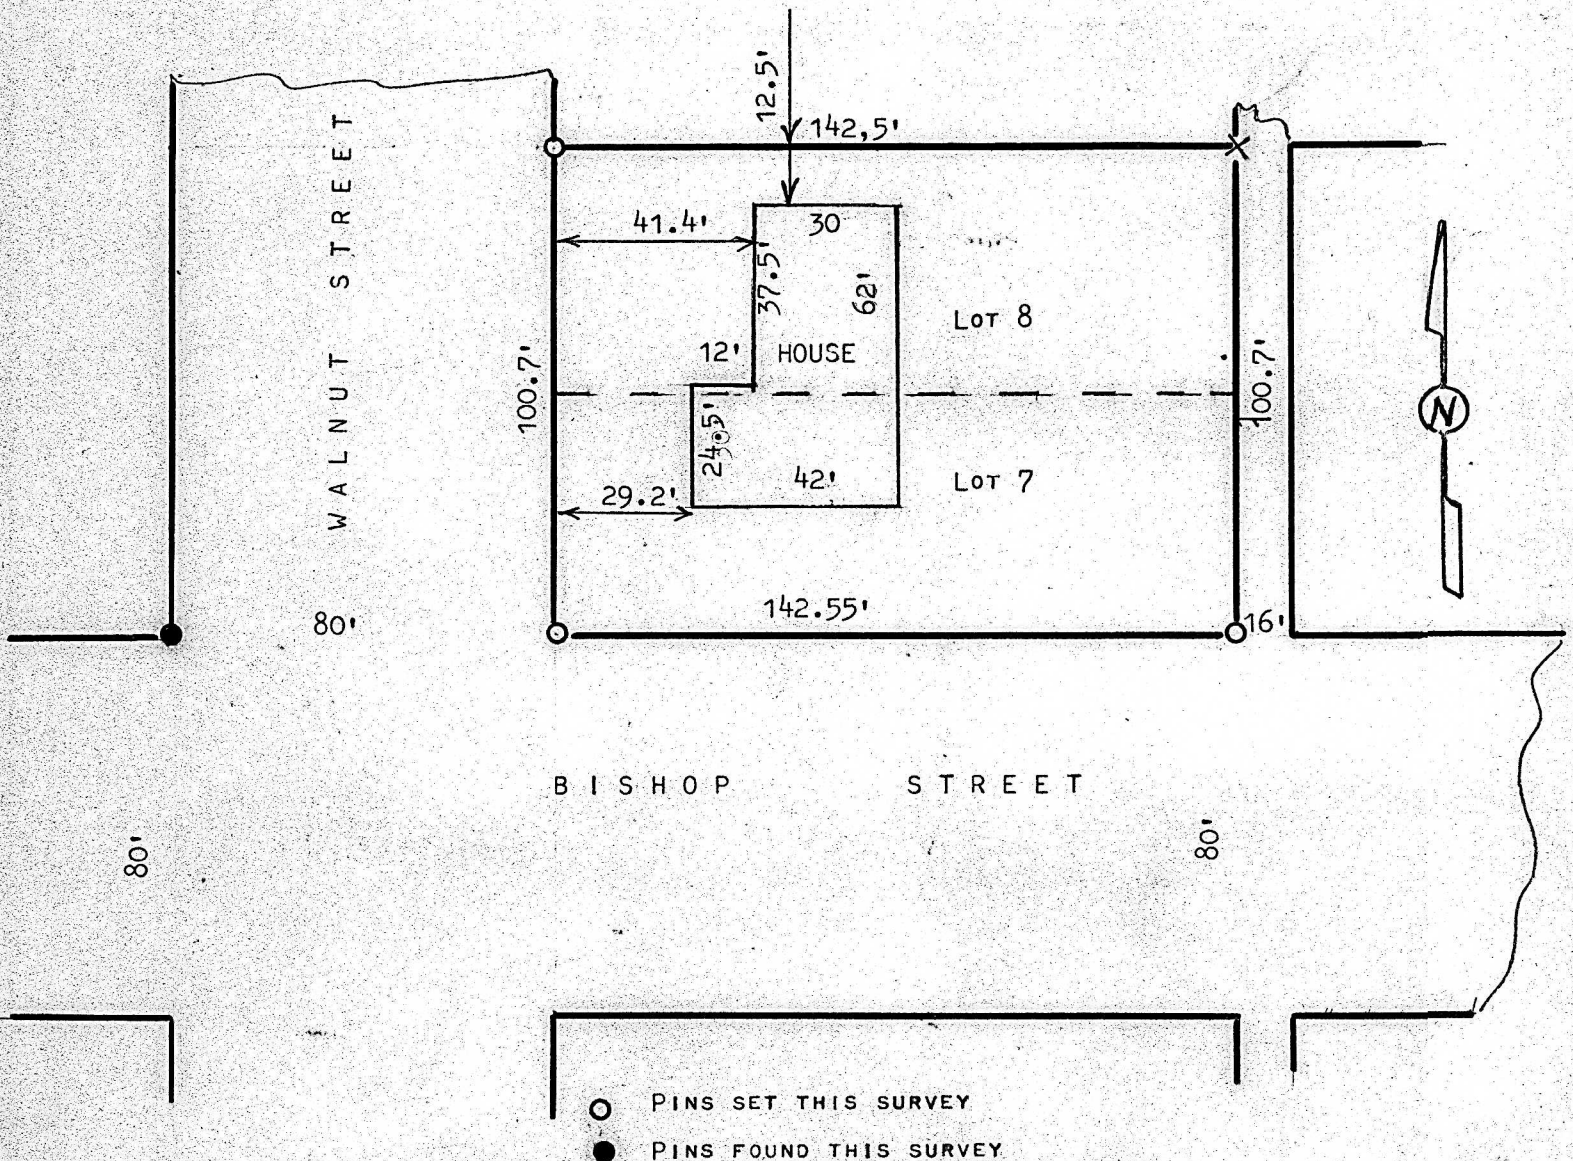 12.5'
142,5'
WALNUT STREET
41.4'
30
37.5'
62'
LOT 8
12'
HOUSE
100.7'
100.7'
N
24.5'
42'
LOT 7
29.2'
142.55'
80'
16'
BISHOP STREET
80'
80'
PINS SET THIS SURVEY
PINS FOUND THIS SURVEY